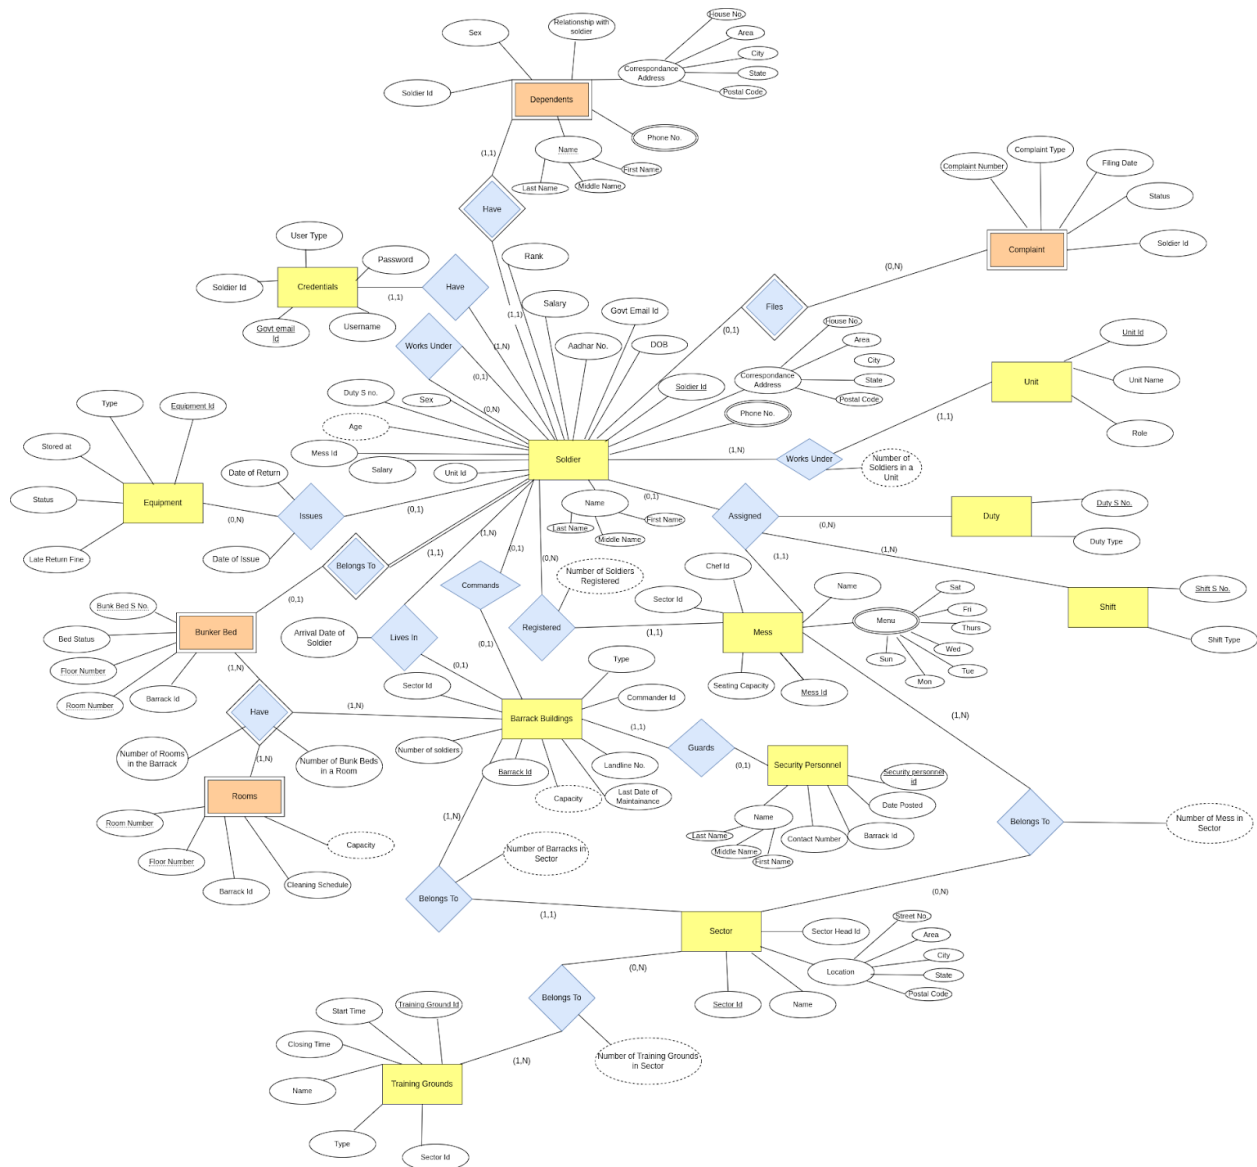 House No.
Relationship with
soldier
Sex
Area
City
Correspondance
Address
State
Soldier Id
Dependents
Postal Code
Phone No.
Name
First Name
Last Name
Middle Name
(1,1)
Complaint Type
Complaint Number
Filing Date
Status
Soldier Id
Complaint
(0,N)
Have
User Type
Password
Rank
Soldier Id
Credentials
(1,1)
Have
Govt email
Id
Username
Salary
(1,1)
Govt Email Id
Files
(0,1)
House No.
Works Under
(1,N)
Aadhar No.
DOB
Area
City
Correspondance
Address
State
Postal Code
Unit Id
Unit
Unit Name
Role
(0,1)
Soldier Id
Duty S no.
Sex
(0,N)
Phone No.
(1,1)
Type
Equipment Id
Age
Stored at
Mess Id
Salary
Unit Id
Soldier
(1,N)
Works Under
Number of
Soldiers in a
Unit
Date of Return
Status
Equipment
(0,N)
Issues
(0,1)
Name
First Name
Last Name
Middle Name
(0,1)
Assigned
(0,N)
Duty
Duty S No.
Duty Type
Late Return Fine
Date of Issue
Belongs To
(1,1)
(1,N)
(0,1)
(0,N)
(1,1)
(1,N)
Chef Id
Commands
Number of Soldiers
Registered
Name
Sat
Fri
Thurs
Wed
Tue
Mon
Sun
Menu
Shift S No.
Shift
Shift Type
Bunk Bed S No.
(0,1)
Sector Id
Bed Status
Bunker Bed
Arrival Date of
Soldier
Lives In
(0,1)
Registered
(1,1)
Mess
Floor Number
(1,N)
(0,1)
Type
Seating Capacity
Mess Id
Room Number
Barrack Id
Sector Id
Commander Id
Have
(1,N)
Barrack Buildings
(1,1)
(1,N)
Number of Rooms
in the Barrack
Number of Bunk Beds
in a Room
(1,N)
Number of soldiers
Barrack Id
Landline No.
Guards
(0,1)
Security Personnel
Security personnel
id
Capacity
Last Date of
Maintainance
Date Posted
Rooms
Room Number
Name
Last Name
Middle Name
First Name
Contact Number
Barrack Id
(1,N)
Belongs To
Number of Mess in
Sector
Capacity
Floor Number
Barrack Id
Cleaning Schedule
Number of Barracks in
Sector
Belongs To
(1,1)
(0,N)
Street No.
Sector
Sector Head Id
Area
City
Location
State
Postal Code
(0,N)
Sector Id
Name
Belongs To
Training Ground Id
Start Time
Closing Time
(1,N)
Number of Training Grounds
in Sector
Name
Training Grounds
Type
Sector Id